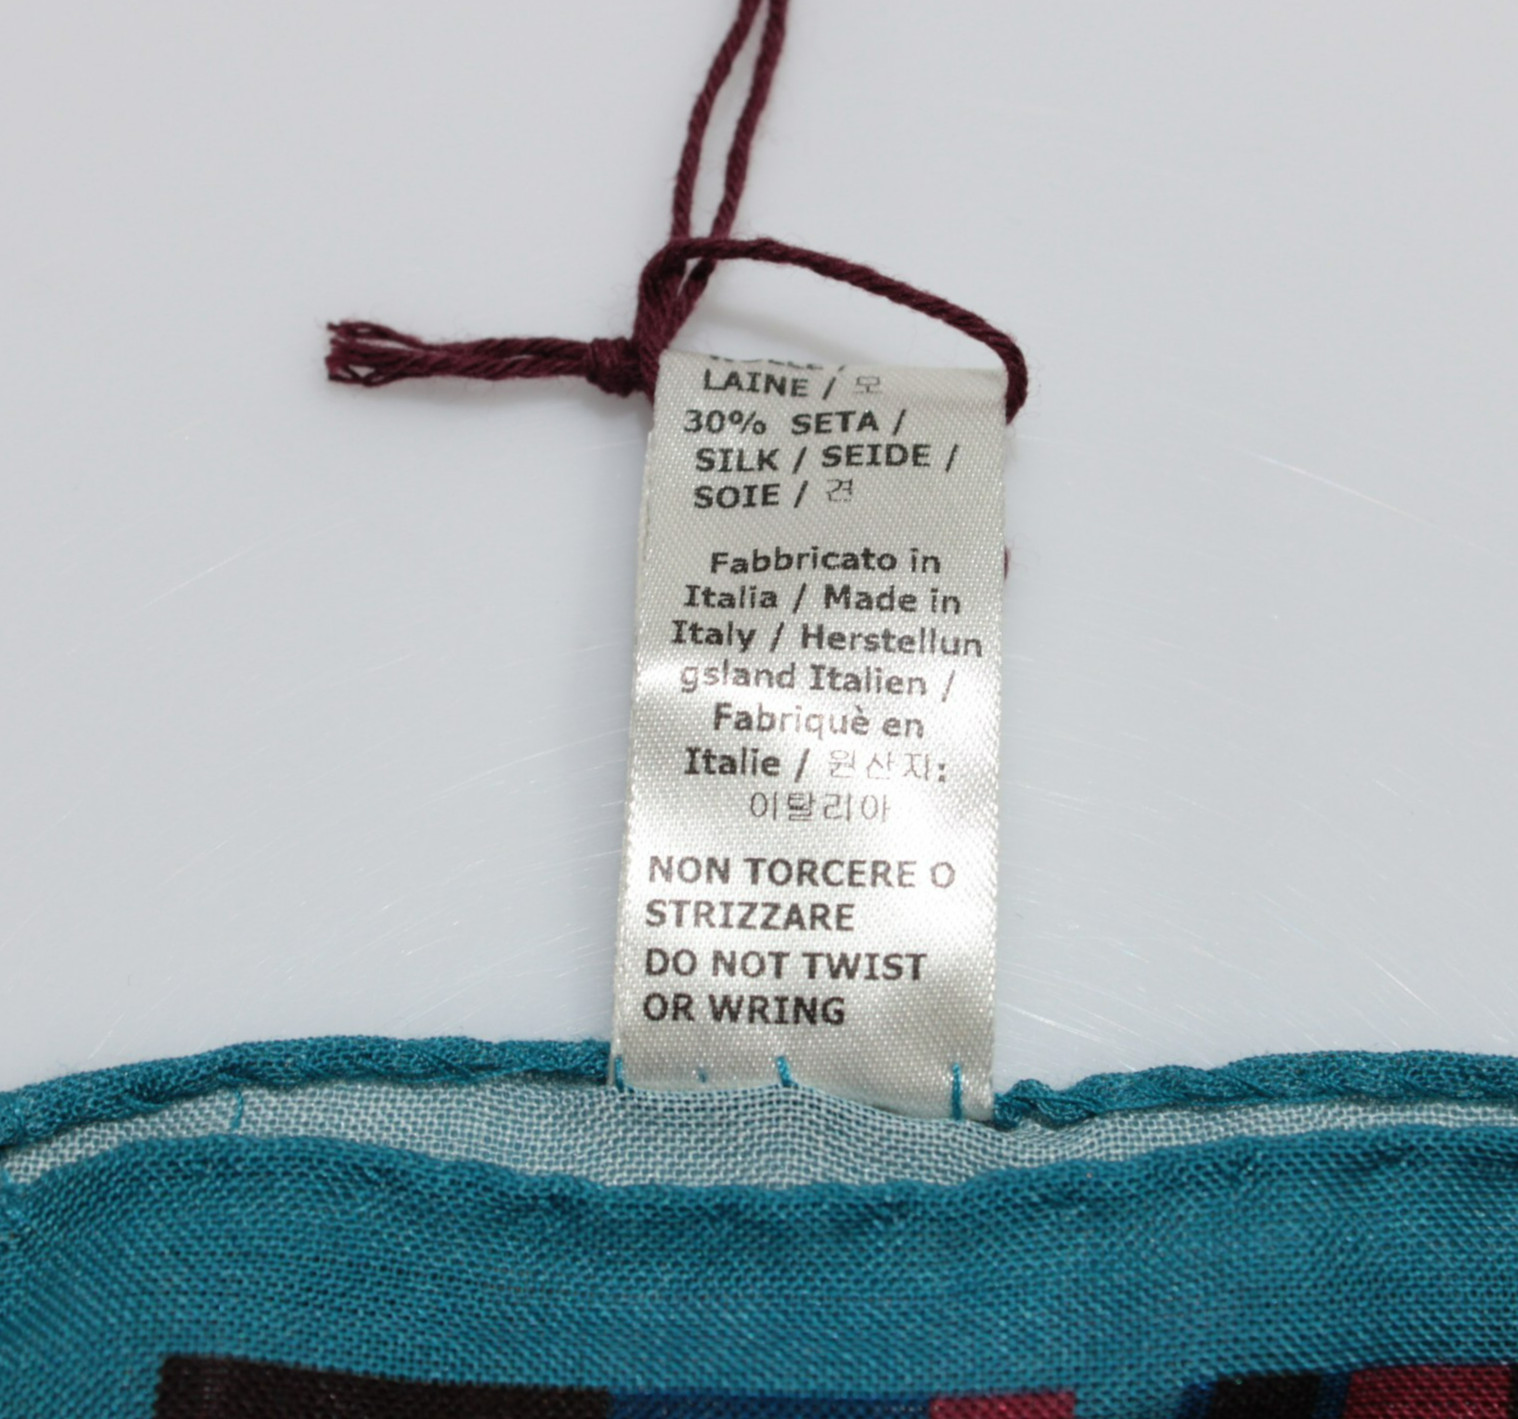 LAINE / 모
30% SETA /
SILK / SEIDE /
SOIE / 견
Fabbricato in
Italia / Made in
Italy / Herstellun
gsland Italien /
Fabriquè en
Italie / 원산지:
이탈리아
NON TORCERE O
STRIZZARE
DO NOT TWIST
OR WRING